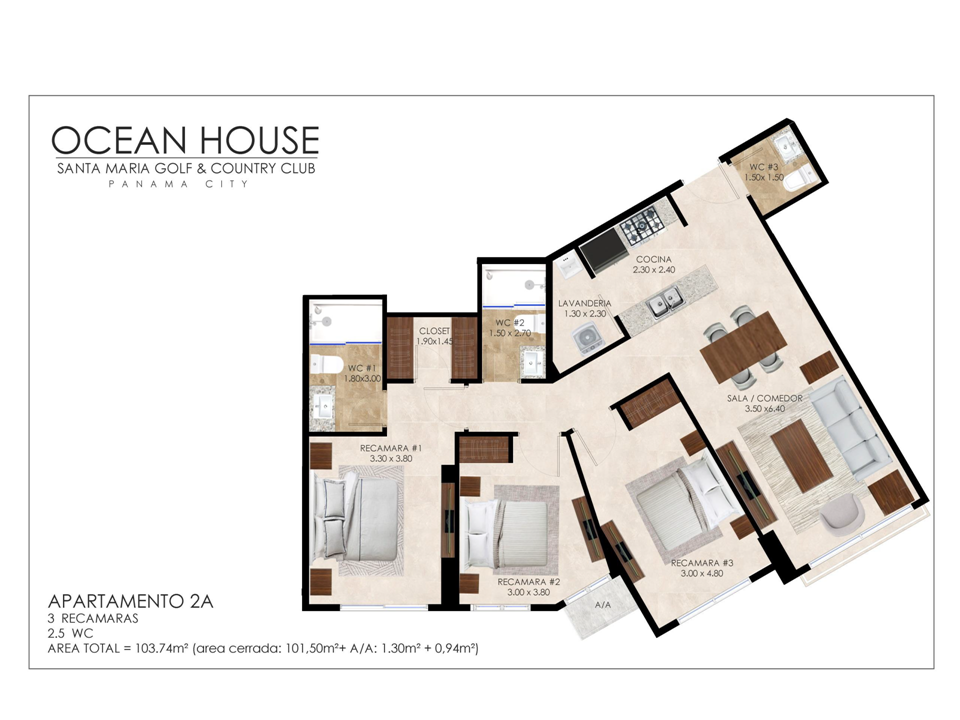 OCEAN HOUSE
SANTA MARIA GOLF & COUNTRY CLUB
PANAMA CITY
WC #3
1.50x 1.50
COCINA
2.30 x 2.40
LAVANDERIA
1.30 x 2.30
WC #2
1.50 x 2.70
CLOSET
1.90x1.45
WC #1
1.80x3.00
SALA / COMEDOR
3.50 x6.40
RECAMARA #1
3.30 x 3.80
RECAMARA #2
3.00 x 3.80
RECAMARA #3
3.00 x 4.80
A/A
APARTAMENTO 2A
3 RECAMARAS
2.5 WC
AREA TOTAL = 103.74m² (area cerrada: 101,50m²+ A/A: 1.30m² + 0,94m²)